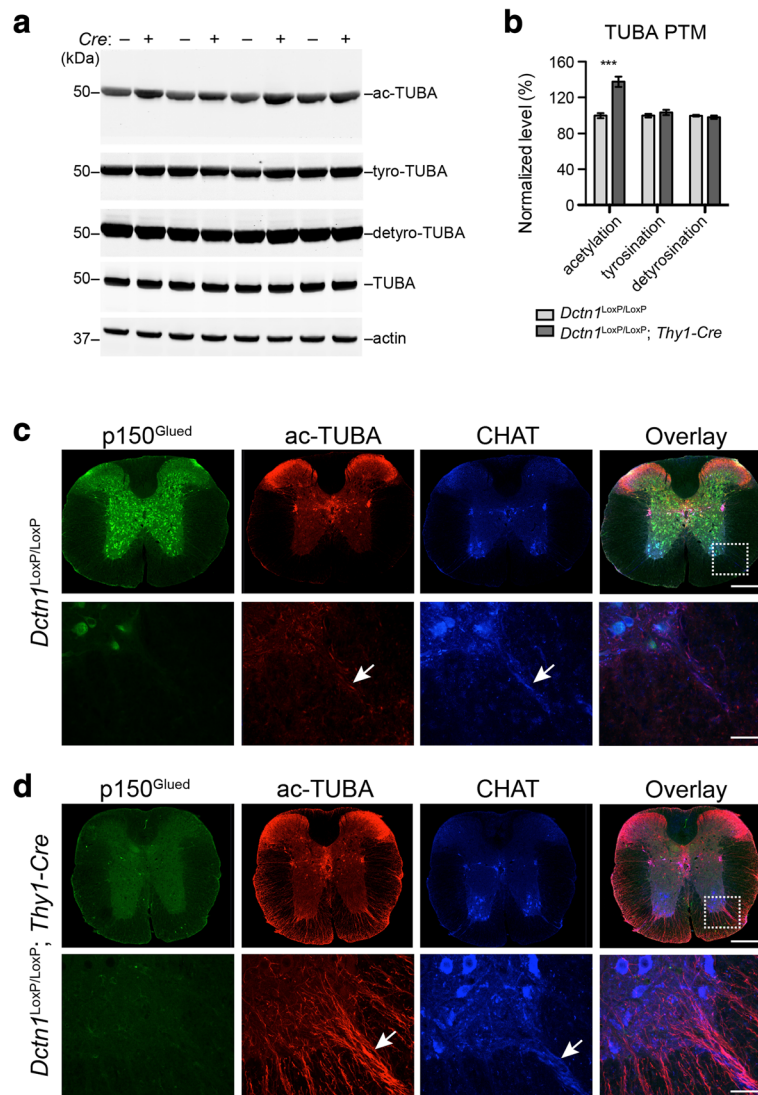 a
Cre: – + – + – + – +
(kDa)
50 – –ac-TUBA
50 – –tyro-TUBA
50 – –detyro-TUBA
50 – –TUBA
37 – –actin
b
TUBA PTM
***
Normalized level (%)
160
120
80
40
0
acetylation
tyrosination
detyrosination
Dctn1LoxP/LoxP
Dctn1LoxP/LoxP; Thy1-Cre
c
p150Glued ac-TUBA CHAT Overlay
Dctn1LoxP/LoxP
d
p150Glued ac-TUBA CHAT Overlay
Dctn1LoxP/LoxP; Thy1-Cre